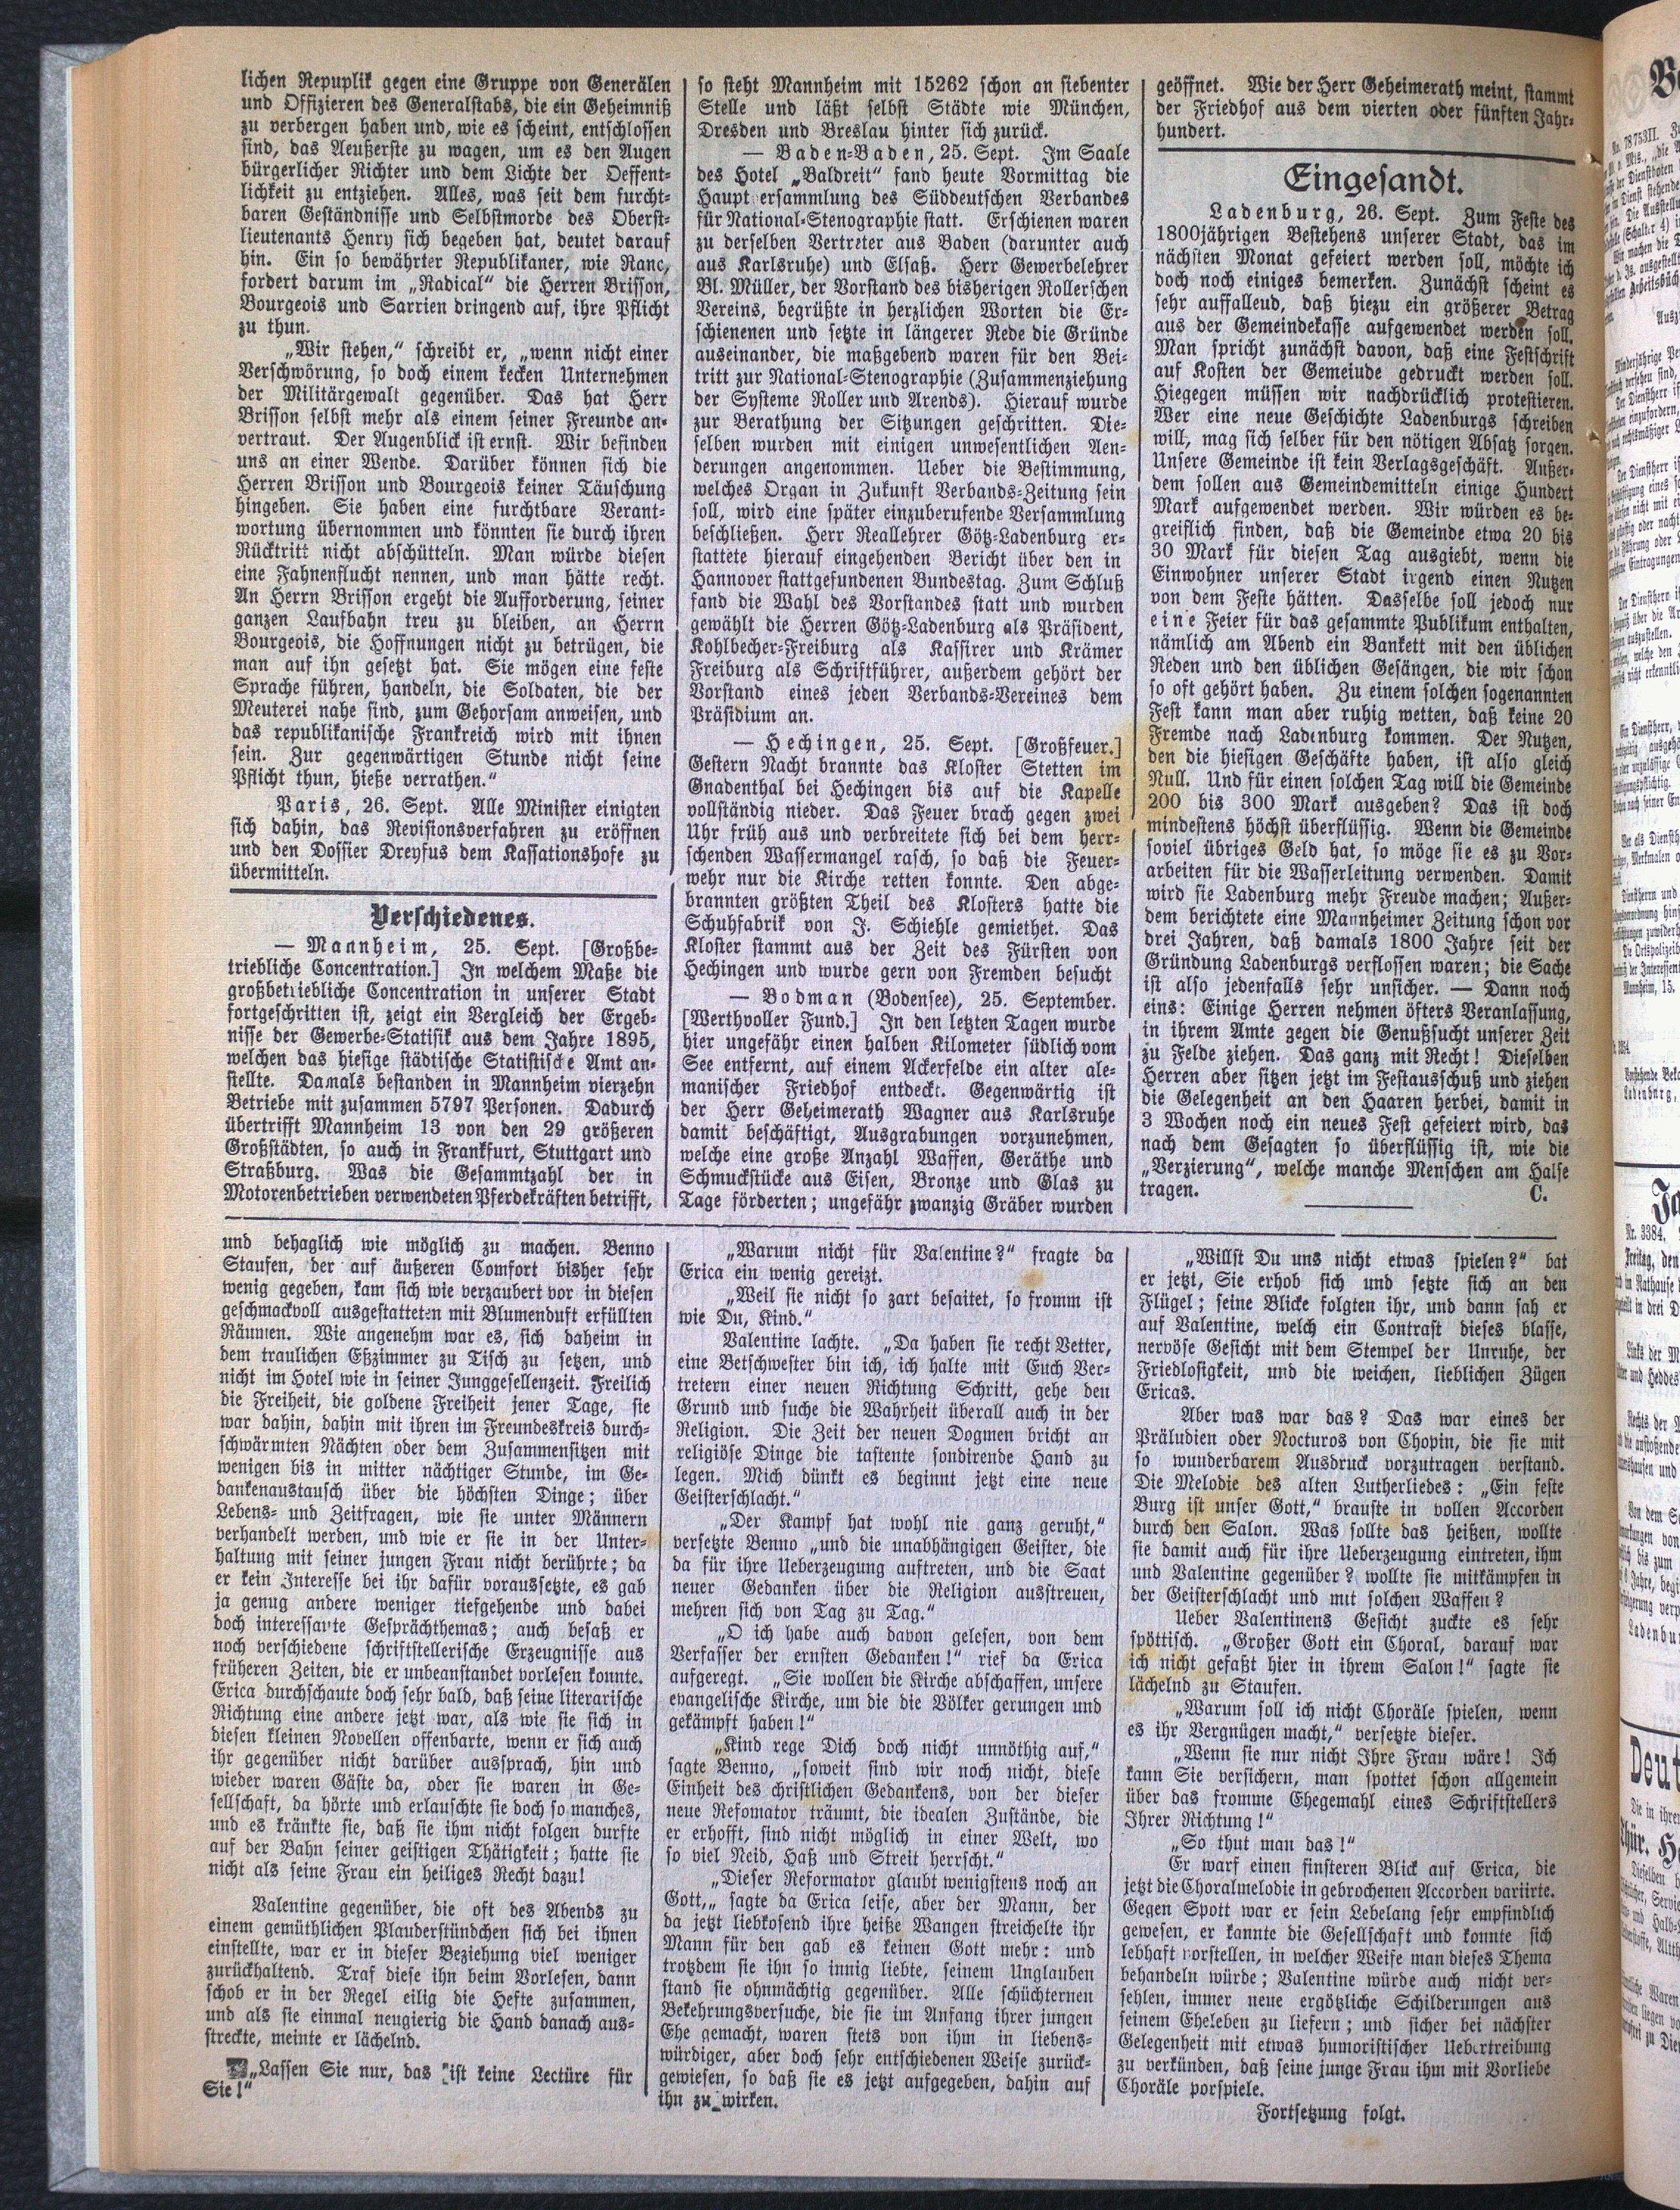 lichen Repuplik gegen eine Gruppe von Generälen
und Offizieren des Generalstabs, die ein Geheimniß
zu verbergen haben und, wie es scheint, entschlossen
sind, das Aeußerste zu wagen, um es den Augen
bürgerlicher Richter und dem Lichte der Oeffent-
lichkeit zu entziehen. Alles, was seit dem furcht-
baren Geständnisse und Selbstmorde des Oberst-
lieutenants Henry sich begeben hat, deutet darauf
hin. Ein so bewährter Republikaner, wie Ranc,
fordert darum im „Radical“ die Herren Brisson,
Bourgeois und Sarrien dringend auf, ihre Pflicht
zu thun.
„Wir stehen,“ schreibt er, „wenn nicht einer
Verschwörung, so doch einem kecken Unternehmen
der Militärgewalt gegenüber. Das hat Herr
Brisson selbst mehr als einem seiner Freunde an-
vertraut. Der Augenblick ist ernst. Wir befinden
uns an einer Wende. Darüber können sich die
Herren Brisson und Bourgeois keiner Täuschung
hingeben. Sie haben eine furchtbare Verant-
wortung übernommen und könnten sie durch ihren
Rücktritt nicht abschütteln. Man würde diesen
eine Fahnenflucht nennen, und man hätte recht.
An Herrn Brisson ergeht die Aufforderung, seiner
ganzen Laufbahn treu zu bleiben, an Herrn
Bourgeois, die Hoffnungen nicht zu betrügen, die
man auf ihn gesetzt hat. Sie mögen eine feste
Sprache führen, handeln, die Soldaten, die der
Meuterei nahe sind, zum Gehorsam anweisen, und
das republikanische Frankreich wird mit ihnen
sein. Zur gegenwärtigen Stunde nicht seine
Pflicht thun, hieße verrathen.“
Paris, 26. Sept. Alle Minister einigten
sich dahin, das Revisionsverfahren zu eröffnen
und den Dossier Dreyfus dem Kassationshofe zu
übermitteln.
Verschiedenes.
— Mannheim, 25. Sept. [Großbe-
triebliche Concentration.] In welchem Maße die
großbetriebliche Concentration in unserer Stadt
fortgeschritten ist, zeigt ein Vergleich der Ergeb-
nisse der Gewerbe-Statisik aus dem Jahre 1895,
welchen das hiesige städtische Statistische Amt an-
stellte. Damals bestanden in Mannheim vierzehn
Betriebe mit zusammen 5797 Personen. Dadurch
übertrifft Mannheim 13 von den 29 größeren
Großstädten, so auch in Frankfurt, Stuttgart und
Straßburg. Was die Gesammtzahl der in
Motorenbetrieben verwendeten Pferdekräften betrifft,
so steht Mannheim mit 15262 schon an siebenter
Stelle und läßt selbst Städte wie München,
Dresden und Breslau hinter sich zurück.
— Baden-Baden, 25. Sept. Im Saale
des Hotel „Baldreit“ fand heute Vormittag die
Hauptversammlung des Süddeutschen Verbandes
für National-Stenographie statt. Erschienen waren
zu derselben Vertreter aus Baden (darunter auch
aus Karlsruhe) und Elsaß. Herr Gewerbelehrer
Bl. Müller, der Vorstand des bisherigen Rollerschen
Vereins, begrüßte in herzlichen Worten die Er-
schienenen und setzte in längerer Rede die Gründe
auseinander, die maßgebend waren für den Bei-
tritt zur National-Stenographie (Zusammenziehung
der Systeme Roller und Arends). Hierauf wurde
zur Berathung der Sitzungen geschritten. Die-
selben wurden mit einigen unwesentlichen Aen-
derungen angenommen. Ueber die Bestimmung,
welches Organ in Zukunft Verbands-Zeitung sein
soll, wird eine später einzuberufende Versammlung
beschließen. Herr Reallehrer Götz-Ladenburg er-
stattete hierauf eingehenden Bericht über den in
Hannover stattgefundenen Bundestag. Zum Schluß
fand die Wahl des Vorstandes statt und wurden
gewählt die Herren Götz-Ladenburg als Präsident,
Kohlbecher-Freiburg als Kassirer und Krämer
Freiburg als Schriftführer, außerdem gehört der
Vorstand eines jeden Verbands-Vereines dem
Präsidium an.
— Hechingen, 25. Sept. [Großfeuer.]
Gestern Nacht brannte das Kloster Stetten im
Gnadenthal bei Hechingen bis auf die Kapelle
vollständig nieder. Das Feuer brach gegen zwei
Uhr früh aus und verbreitete sich bei dem herr-
schenden Wassermangel rasch, so daß die Feuer-
wehr nur die Kirche retten konnte. Den abge-
brannten größten Theil des Klosters hatte die
Schuhfabrik von J. Schiehle gemiethet. Das
Kloster stammt aus der Zeit des Fürsten von
Hechingen und wurde gern von Fremden besucht
— Bodman (Bodensee), 25. September.
[Werthvoller Fund.] In den letzten Tagen wurde
hier ungefähr einen halben Kilometer südlich vom
See entfernt, auf einem Ackerfelde ein alter ale-
manischer Friedhof entdeckt. Gegenwärtig ist
der Herr Geheimerath Wagner aus Karlsruhe
damit beschäftigt, Ausgrabungen vorzunehmen,
welche eine große Anzahl Waffen, Geräthe und
Schmuckstücke aus Eisen, Bronze und Glas zu
Tage förderten; ungefähr zwanzig Gräber wurden
geöffnet. Wie der Herr Geheimerath meint, stammt
der Friedhof aus dem vierten oder fünften Jahr-
hundert.
Eingesandt.
Ladenburg, 26. Sept. Zum Feste des
1800jährigen Bestehens unserer Stadt, das im
nächsten Monat gefeiert werden soll, möchte ich
doch noch einiges bemerken. Zunächst scheint es
sehr auffallend, daß hiezu ein größerer Betrag
aus der Gemeindekasse aufgewendet werden soll.
Man spricht zunächst davon, daß eine Festschrift
auf Kosten der Gemeinde gedruckt werden soll.
Hiegegen müssen wir nachdrücklich protestieren.
Wer eine neue Geschichte Ladenburgs schreiben
will, mag sich selber für den nötigen Absatz sorgen.
Unsere Gemeinde ist kein Verlagsgeschäft. Außer-
dem sollen aus Gemeindemitteln einige Hundert
Mark aufgewendet werden. Wir würden es be-
greiflich finden, daß die Gemeinde etwa 20 bis
30 Mark für diesen Tag ausgiebt, wenn die
Einwohner unserer Stadt irgend einen Nutzen
von dem Feste hätten. Dasselbe soll jedoch nur
eine Feier für das gesammte Publikum enthalten,
nämlich am Abend ein Bankett mit den üblichen
Reden und den üblichen Gesängen, die wir schon
so oft gehört haben. Zu einem solchen sogenannten
Fest kann man aber ruhig wetten, daß keine 20
Fremde nach Ladenburg kommen. Der Nutzen,
den die hiesigen Geschäfte haben, ist also gleich
Null. Und für einen solchen Tag will die Gemeinde
200 bis 300 Mark ausgeben? Das ist doch
mindestens höchst überflüssig. Wenn die Gemeinde
soviel übriges Geld hat, so möge sie es zu Vor-
arbeiten für die Wasserleitung verwenden. Damit
wird sie Ladenburg mehr Freude machen; Außer-
dem berichtete eine Mannheimer Zeitung schon vor
drei Jahren, daß damals 1800 Jahre seit der
Gründung Ladenburgs verflossen waren; die Sache
ist also jedenfalls sehr unsicher. — Dann noch
eins: Einige Herren nehmen öfters Veranlassung,
in ihrem Amte gegen die Genußsucht unserer Zeit
zu Felde ziehen. Das ganz mit Recht! Dieselben
Herren aber sitzen jetzt im Festausschuß und ziehen
die Gelegenheit an den Haaren herbei, damit in
3 Wochen noch ein neues Fest gefeiert wird, das
nach dem Gesagten so überflüssig ist, wie die
„Verzierung“, welche manche Menschen am Halse
tragen. C.
und behaglich wie möglich zu machen. Benno
Staufen, der auf äußeren Comfort bisher sehr
wenig gegeben, kam sich wie verzaubert vor in diesen
geschmackvoll ausgestatteten mit Blumenduft erfüllten
Räumen. Wie angenehm war es, sich daheim in
dem traulichen Eßzimmer zu Tisch zu setzen, und
nicht im Hotel wie in seiner Junggesellenzeit. Freilich
die Freiheit, die goldene Freiheit jener Tage, sie
war dahin, dahin mit ihren im Freundeskreis durch-
schwärmten Nächten oder dem Zusammensitzen mit
wenigen bis in mitter nächtiger Stunde, im Ge-
dankenaustausch über die höchsten Dinge; über
Lebens- und Zeitfragen, wie sie unter Männern
verhandelt werden, und wie er sie in der Unter-
haltung mit seiner jungen Frau nicht berührte; da
er kein Interesse bei ihr dafür voraussetzte, es gab
ja genug andere weniger tiefgehende und dabei
doch interessante Gesprächthemas; auch besaß er
noch verschiedene schriftstellerische Erzeugnisse aus
früheren Zeiten, die er unbeanstandet vorlesen konnte.
Erica durchschaute doch sehr bald, daß seine literarische
Richtung eine andere jetzt war, als wie sie sich in
diesen kleinen Novellen offenbarte, wenn er sich auch
ihr gegenüber nicht darüber aussprach, hin und
wieder waren Gäste da, oder sie waren in Ge-
sellschaft, da hörte und erlauschte sie doch so manches,
und es kränkte sie, daß sie ihm nicht folgen durfte
auf der Bahn seiner geistigen Thätigkeit; hatte sie
nicht als seine Frau ein heiliges Recht dazu!
Valentine gegenüber, die oft des Abends zu
einem gemüthlichen Plauderstündchen sich bei ihnen
einstellte, war er in dieser Beziehung viel weniger
zurückhaltend. Traf diese ihn beim Vorlesen, dann
schob er in der Regel eilig die Hefte zusammen,
und als sie einmal neugierig die Hand danach aus-
streckte, meinte er lächelnd.
„Lassen Sie nur, das ist keine Lectüre für
Sie!“
„Warum nicht für Valentine?“ fragte da
Erica ein wenig gereizt.
„Weil sie nicht so zart besaitet, so fromm ist
wie Du, Kind.“
Valentine lachte. „Da haben sie recht Vetter,
eine Betschwester bin ich, ich halte mit Euch Ver-
tretern einer neuen Richtung Schritt, gehe den
Grund und suche die Wahrheit überall auch in der
Religion. Die Zeit der neuen Dogmen bricht an
religiöse Dinge die tastente sondirende Hand zu
legen. Mich dünkt es beginnt jetzt eine neue
Geisterschlacht.“
„Der Kampf hat wohl nie ganz geruht,“
versetzte Benno „und die unabhängigen Geister, die
da für ihre Ueberzeugung auftreten, und die Saat
neuer Gedanken über die Religion ausstreuen,
mehren sich von Tag zu Tag.“
„O ich habe auch davon gelesen, von dem
Verfasser der ernsten Gedanken!“ rief da Erica
aufgeregt. „Sie wollen die Kirche abschaffen, unsere
evangelische Kirche, um die die Völker gerungen und
gekämpft haben!“
„Kind rege Dich doch nicht unnöthig auf,“
sagte Benno, „soweit sind wir noch nicht, diese
Einheit des christlichen Gedankens, von der dieser
neue Refomator träumt, die idealen Zustände, die
er erhofft, sind nicht möglich in einer Welt, wo
so viel Neid, Haß und Streit herrscht.“
„Dieser Reformator glaubt wenigstens noch an
Gott,„ sagte da Erica leise, aber der Mann, der
da jetzt liebkosend ihre heiße Wangen streichelte ihr
Mann für den gab es keinen Gott mehr: und
trotzdem sie ihn so innig liebte, seinem Unglauben
stand sie ohnmächtig gegenüber. Alle schüchternen
Bekehrungsversuche, die sie im Anfang ihrer jungen
Ehe gemacht, waren stets von ihm in liebens-
würdiger, aber doch sehr entschiedenen Weise zurück-
gewiesen, so daß sie es jetzt aufgegeben, dahin auf
ihn zu wirken.
„Willst Du uns nicht etwas spielen?“ bat
er jetzt, Sie erhob sich und setzte sich an den
Flügel; seine Blicke folgten ihr, und dann sah er
auf Valentine, welch ein Contrast dieses blasse,
nervöse Gesicht mit dem Stempel der Unruhe, der
Friedlosigkeit, und die weichen, lieblichen Zügen
Ericas.
Aber was war das? Das war eines der
Präludien oder Nocturos von Chopin, die sie mit
so wunderbarem Ausdruck vorzutragen verstand.
Die Melodie des alten Lutherliedes: „Ein feste
Burg ist unser Gott,“ brauste in vollen Accorden
durch den Salon. Was sollte das heißen, wollte
sie damit auch für ihre Ueberzeugung eintreten, ihm
und Valentine gegenüber? wollte sie mitkämpfen in
der Geisterschlacht und mit solchen Waffen?
Ueber Valentinens Gesicht zuckte es sehr
spöttisch. „Großer Gott ein Choral, darauf war
ich nicht gefaßt hier in ihrem Salon!“ sagte sie
lächelnd zu Staufen.
„Warum soll ich nicht Choräle spielen, wenn
es ihr Vergnügen macht,“ versetzte dieser.
„Wenn sie nur nicht Ihre Frau wäre! Ich
kann Sie versichern, man spottet schon allgemein
über das fromme Ehegemahl eines Schriftstellers
Ihrer Richtung!“
„So thut man das!“
Er warf einen finsteren Blick auf Erica, die
jetzt die Choralmelodie in gebrochenen Accorden variirte.
Gegen Spott war er sein Lebelang sehr empfindlich
gewesen, er kannte die Gesellschaft und konnte sich
lebhaft vorstellen, in welcher Weise man dieses Thema
behandeln würde; Valentine würde auch nicht ver-
fehlen, immer neue ergötzliche Schilderungen aus
seinem Eheleben zu liefern; und sicher bei nächster
Gelegenheit mit etwas humoristischer Uebertreibung
zu verkünden, daß seine junge Frau ihm mit Vorliebe
Choräle porspiele.
Fortsetzung folgt.